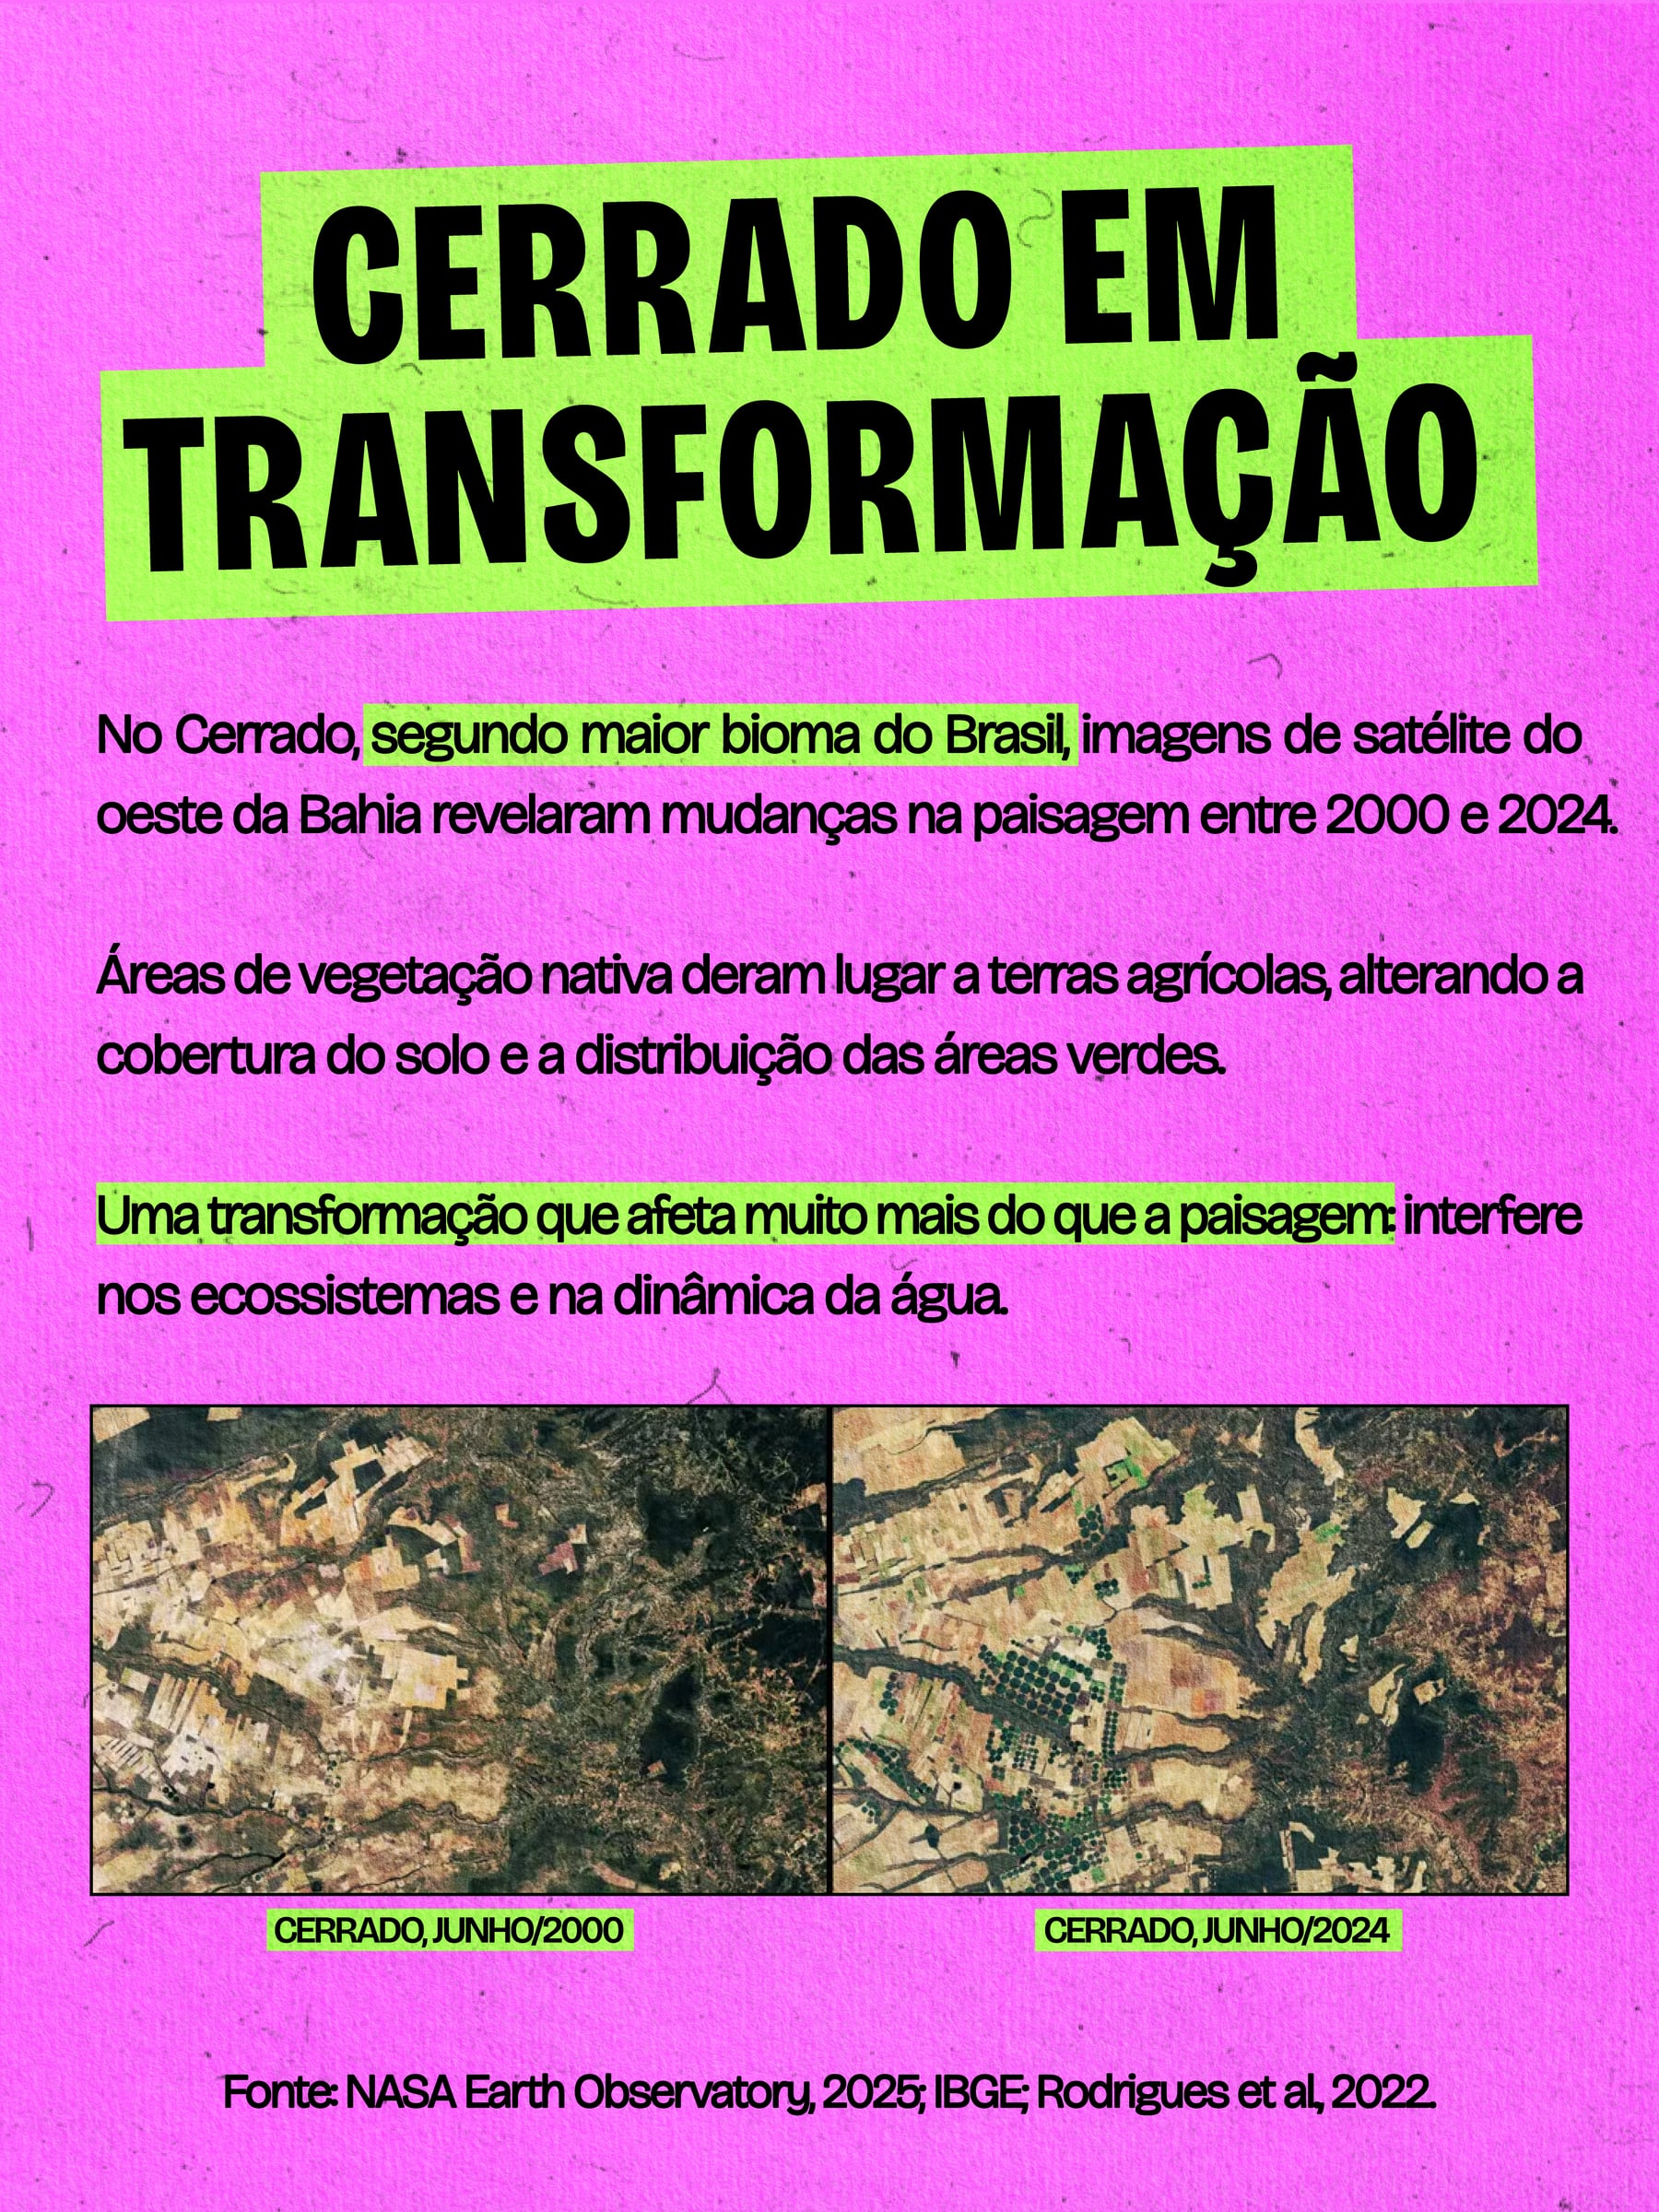 CERRADO EM
TRANSFORMAÇÃO
No Cerrado, segundo maior bioma do Brasil, imagens de satélite do
oeste da Bahia revelaram mudanças na paisagem entre 2000 e 2024.
Áreas de vegetação nativa deram lugar a terras agrícolas, alterando a
cobertura do solo e a distribuição das áreas verdes.
Uma transformação que afeta muito mais do que a paisagem: interfere
nos ecossistemas e na dinâmica da água.
CERRADO, JUNHO/2000
CERRADO, JUNHO/2024
Fonte: NASA Earth Observatory, 2025; IBGE; Rodrigues et al., 2022.